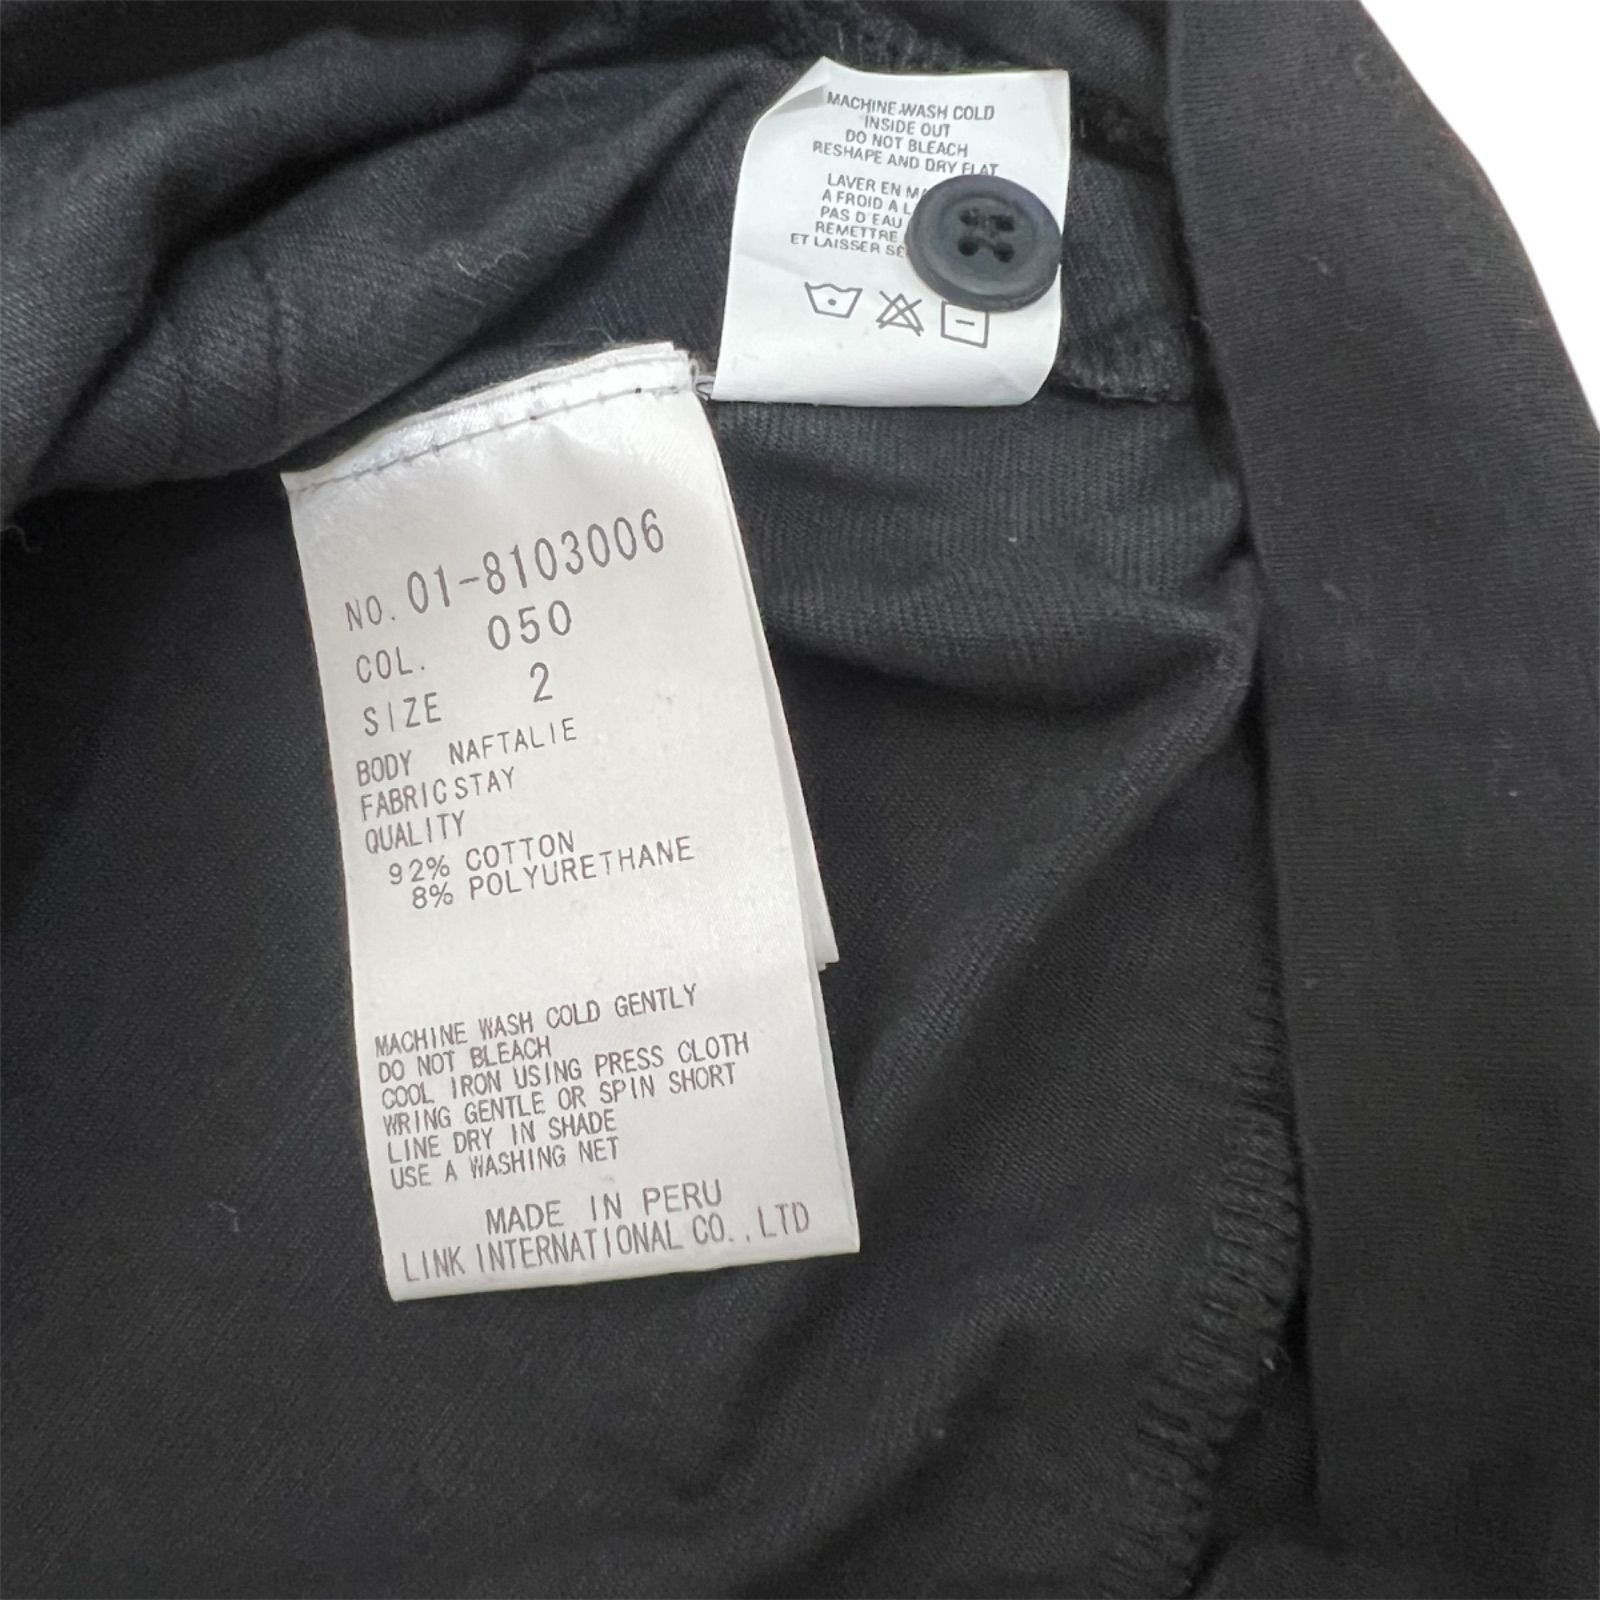 MACHINE WASH COLD
INSIDE OUT
DO NOT BLEACH
RESHAPE AND DRY FLAT
LAVER EN
A FROID A
PAS D'EAU
REMETTRE
ET LAISSER
NO. 01-8103006
COL. 050
SIZE 2
BODY NAFTALIE
FABRIC STAY
QUALITY
92% COTTON
8% POLYURETHANE
MACHINE WASH COLD GENTLY
DO NOT BLEACH
COOL IRON USING PRESS CLOTH
WRING GENTLE OR SPIN SHORT
LINE DRY IN SHADE
USE A WASHING NET
MADE IN PERU
LINK INTERNATIONAL CO., LTD